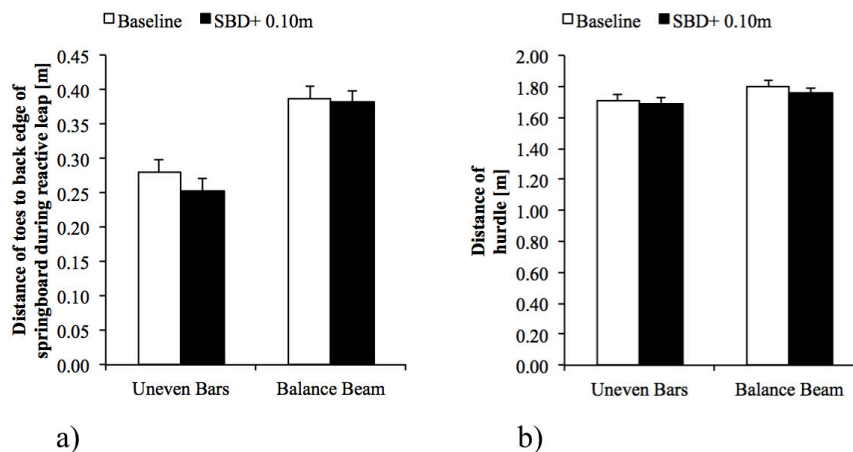 Baseline SBD+ 0.10m
Distance of toes to back edge of
springboard during reactive leap [m]
0.45
0.40
0.35
0.30
0.25
0.20
0.15
0.10
0.05
0.00
Uneven Bars Balance Beam
a)
Baseline SBD+ 0.10m
Distance of
hurdle [m]
2.00
1.80
1.60
1.40
1.20
1.00
0.80
0.60
0.40
0.20
0.00
Uneven Bars Balance Beam
b)